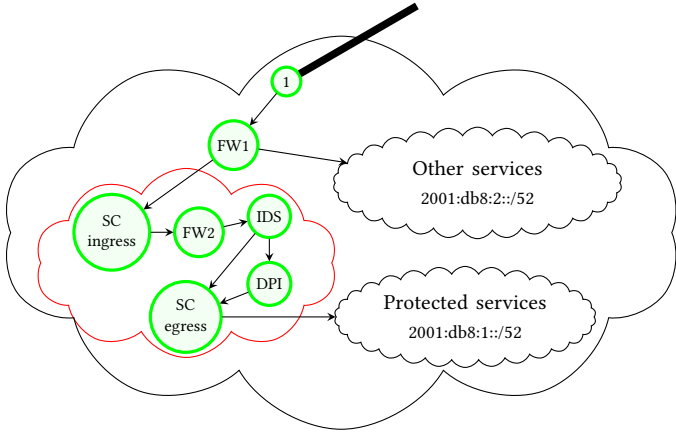 1
FW1
Other services
2001:db8:2::/52
SC
ingress
FW2
IDS
DPI
SC
egress
Protected services
2001:db8:1::/52